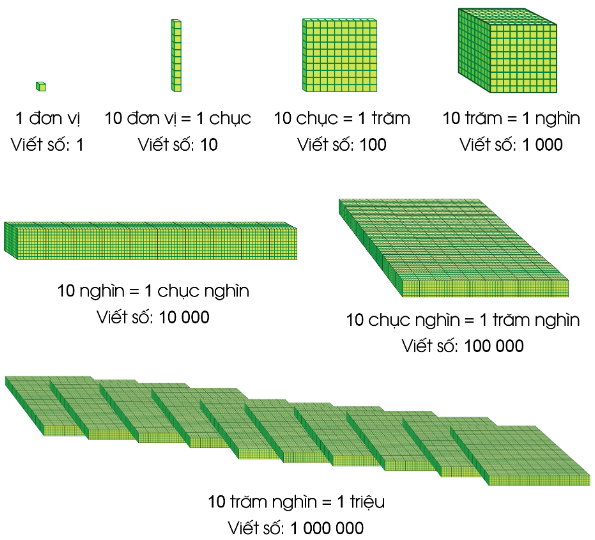 1 đơn vị
Viết số: 1
10 đơn vị = 1 chục
Viết số: 10
10 chục = 1 trăm
Viết số: 100
10 trăm = 1 nghìn
Viết số: 1 000
10 nghìn = 1 chục nghìn
Viết số: 10 000
10 chục nghìn = 1 trăm nghìn
Viết số: 100 000
10 trăm nghìn = 1 triệu
Viết số: 1 000 000